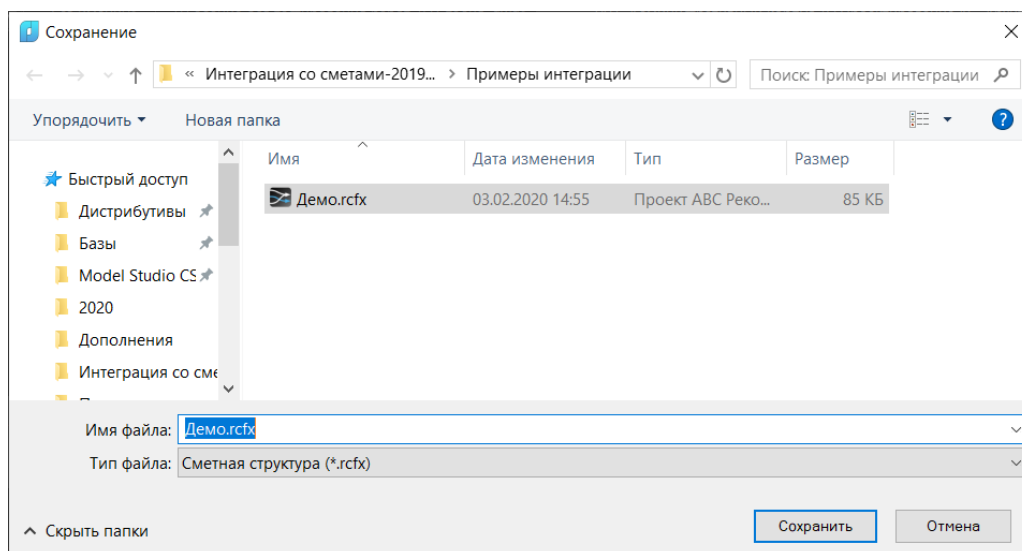 Сохранение
« Интеграция со сметами-2019... > Примеры интеграции
Поиск: Примеры интеграции
Упорядочить
Новая папка
?
Имя Дата изменения Тип Размер
Быстрый доступ
Дистрибутивы
Базы
Model Studio CS
2020
Дополнения
Интеграция со сме
Демо.rcfx 03.02.2020 14:55 Проект ABC Реко... 85 КБ
Имя файла: Демо.rcfx
Тип файла: Сметная структура (*.rcfx)
Скрыть папки
Сохранить
Отмена